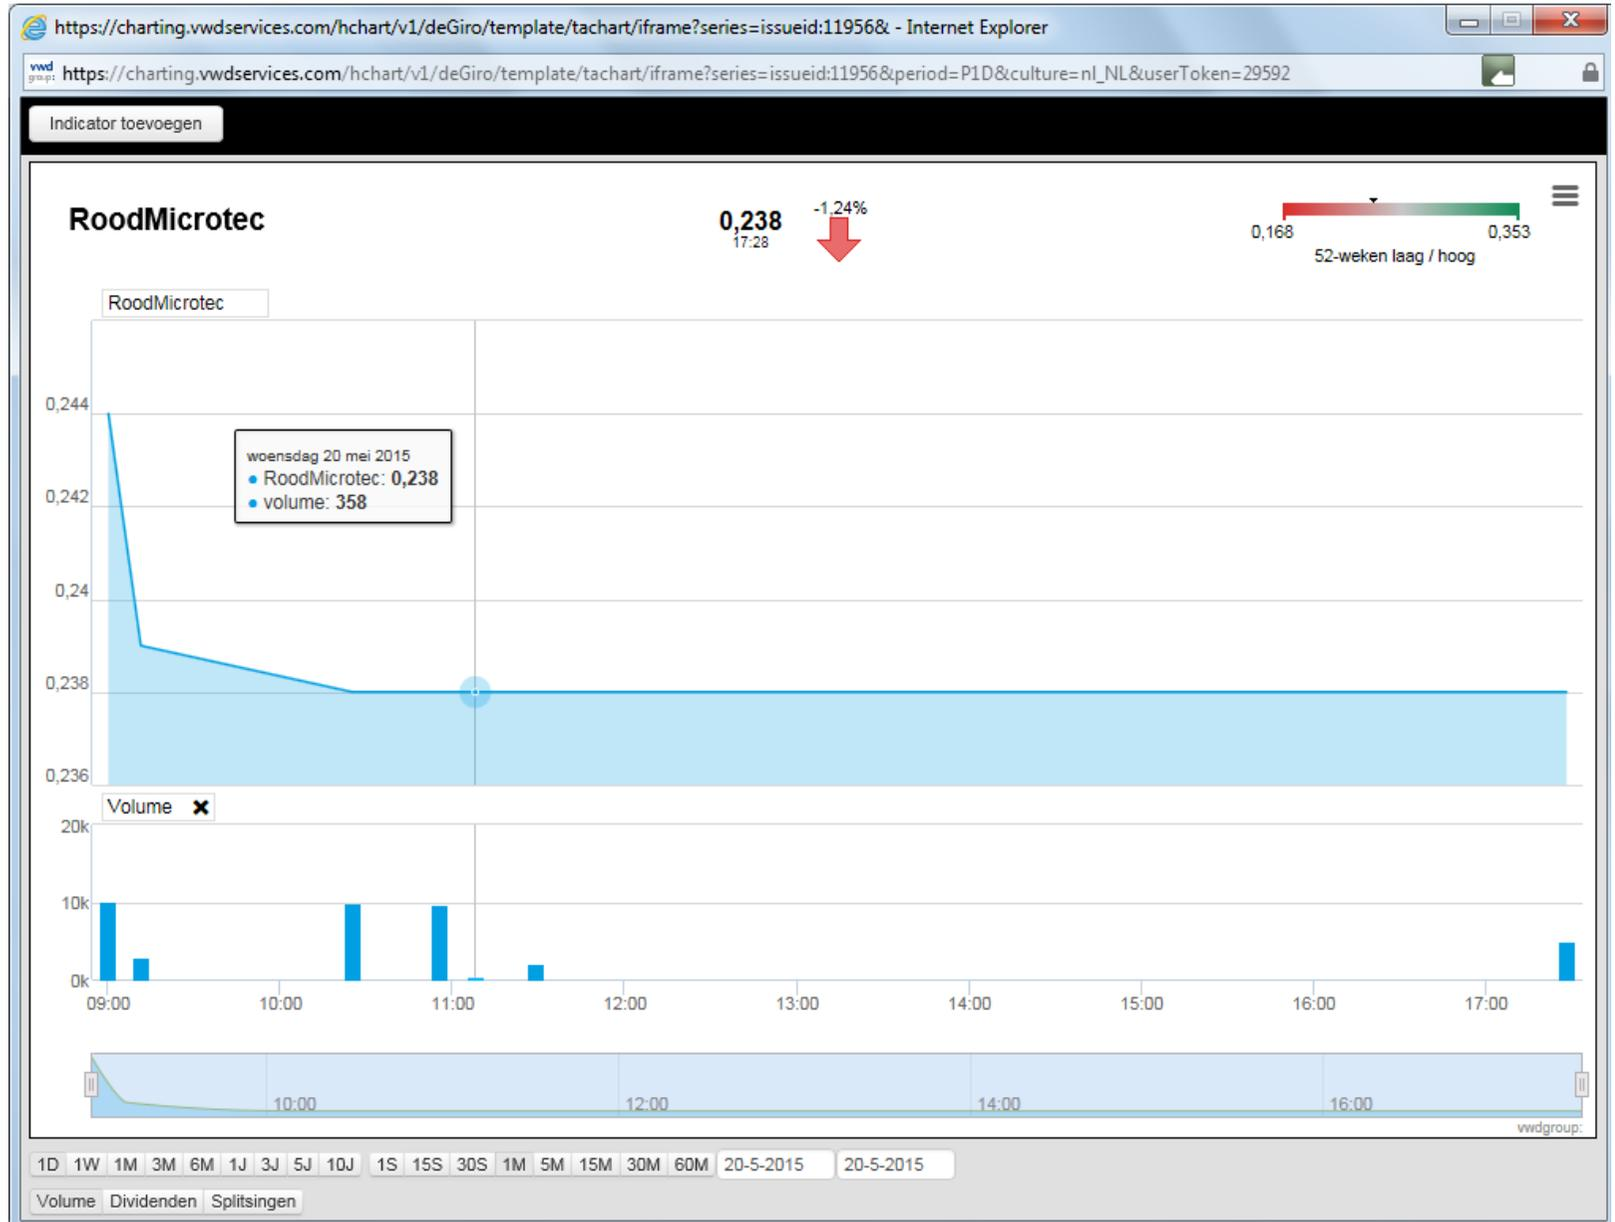 https://charting.vwdservices.com/hchart/v1/deGiro/template/tachart/iframe?series=issueid:11956& - Internet Explorer
vwd group: https://charting.vwdservices.com/hchart/v1/deGiro/template/tachart/iframe?series=issueid:11956&period=P1D&culture=nl_NL&userToken=29592
Indicator toevoegen
RoodMicrotec
0,238
17:28
-1,24%
0,168 0,353
52-weken laag / hoog
RoodMicrotec
0,244
0,242
0,24
0,238
0,236
woensdag 20 mei 2015
RoodMicrotec: 0,238
volume: 358
Volume
20k
10k
0k
09:00 10:00 11:00 12:00 13:00 14:00 15:00 16:00 17:00
10:00 12:00 14:00 16:00
vwdgroup:
1D 1W 1M 3M 6M 1J 3J 5J 10J 1S 15S 30S 1M 5M 15M 30M 60M 20-5-2015 20-5-2015
Volume Dividenden Splitsingen